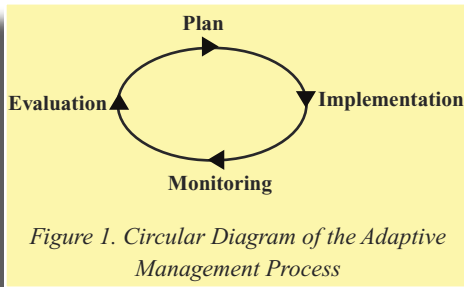 Plan
Evaluation
Implementation
Monitoring
Figure 1. Circular Diagram of the Adaptive
Management Process